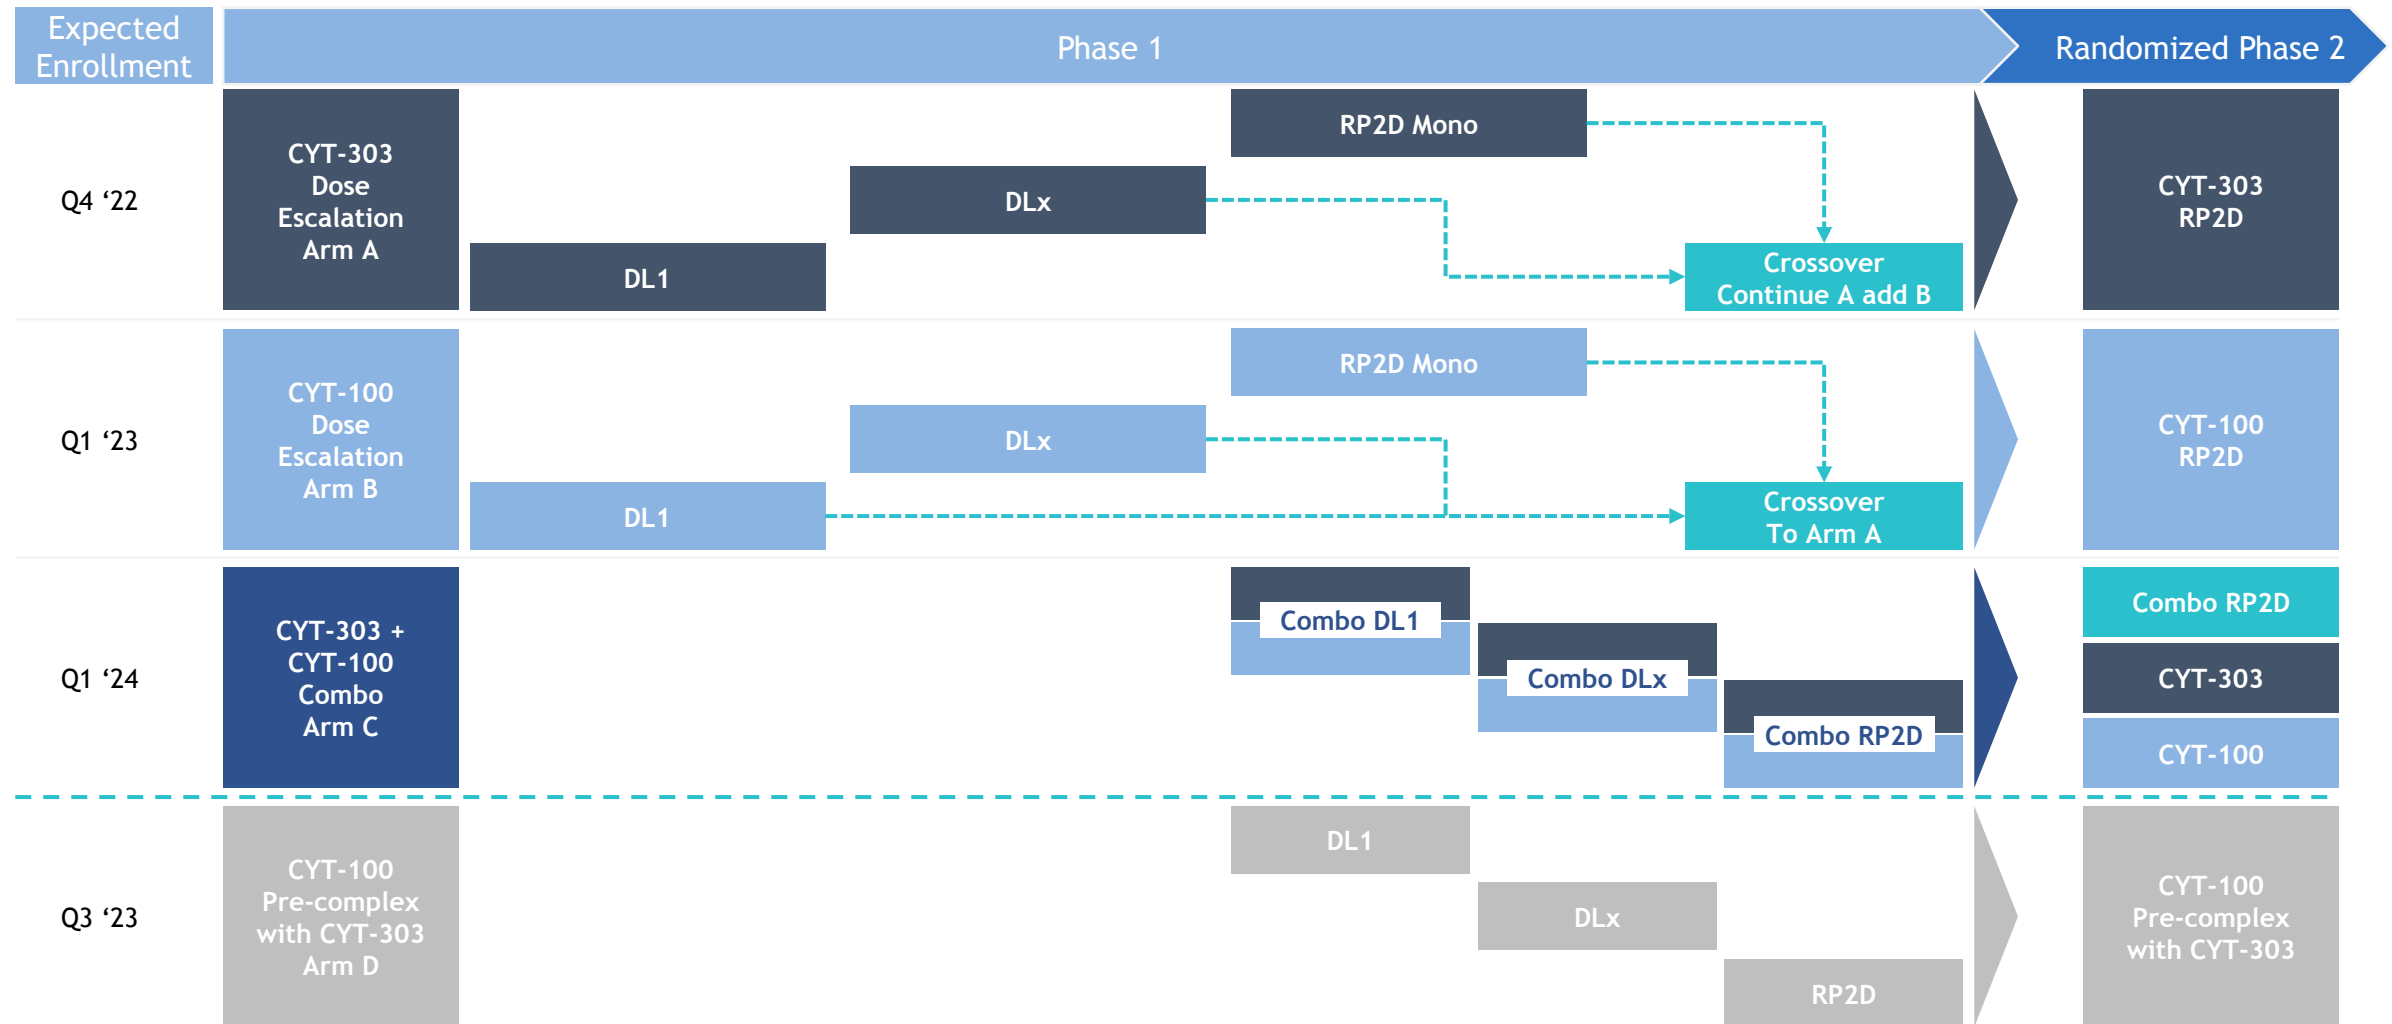 Expected
Enrollment
Phase 1
Randomized Phase 2
Q4 ‘22
CYT-303
Dose
Escalation
Arm A
DL1
DLx
RP2D Mono
Crossover
Continue A add B
CYT-303
RP2D
Q1 ‘23
CYT-100
Dose
Escalation
Arm B
DL1
DLx
RP2D Mono
Crossover
To Arm A
CYT-100
RP2D
Q1 ‘24
CYT-303 +
CYT-100
Combo
Arm C
Combo DL1
Combo DLx
Combo RP2D
Combo RP2D
CYT-303
CYT-100
Q3 ‘23
CYT-100
Pre-complex
with CYT-303
Arm D
DL1
DLx
RP2D
CYT-100
Pre-complex
with CYT-303